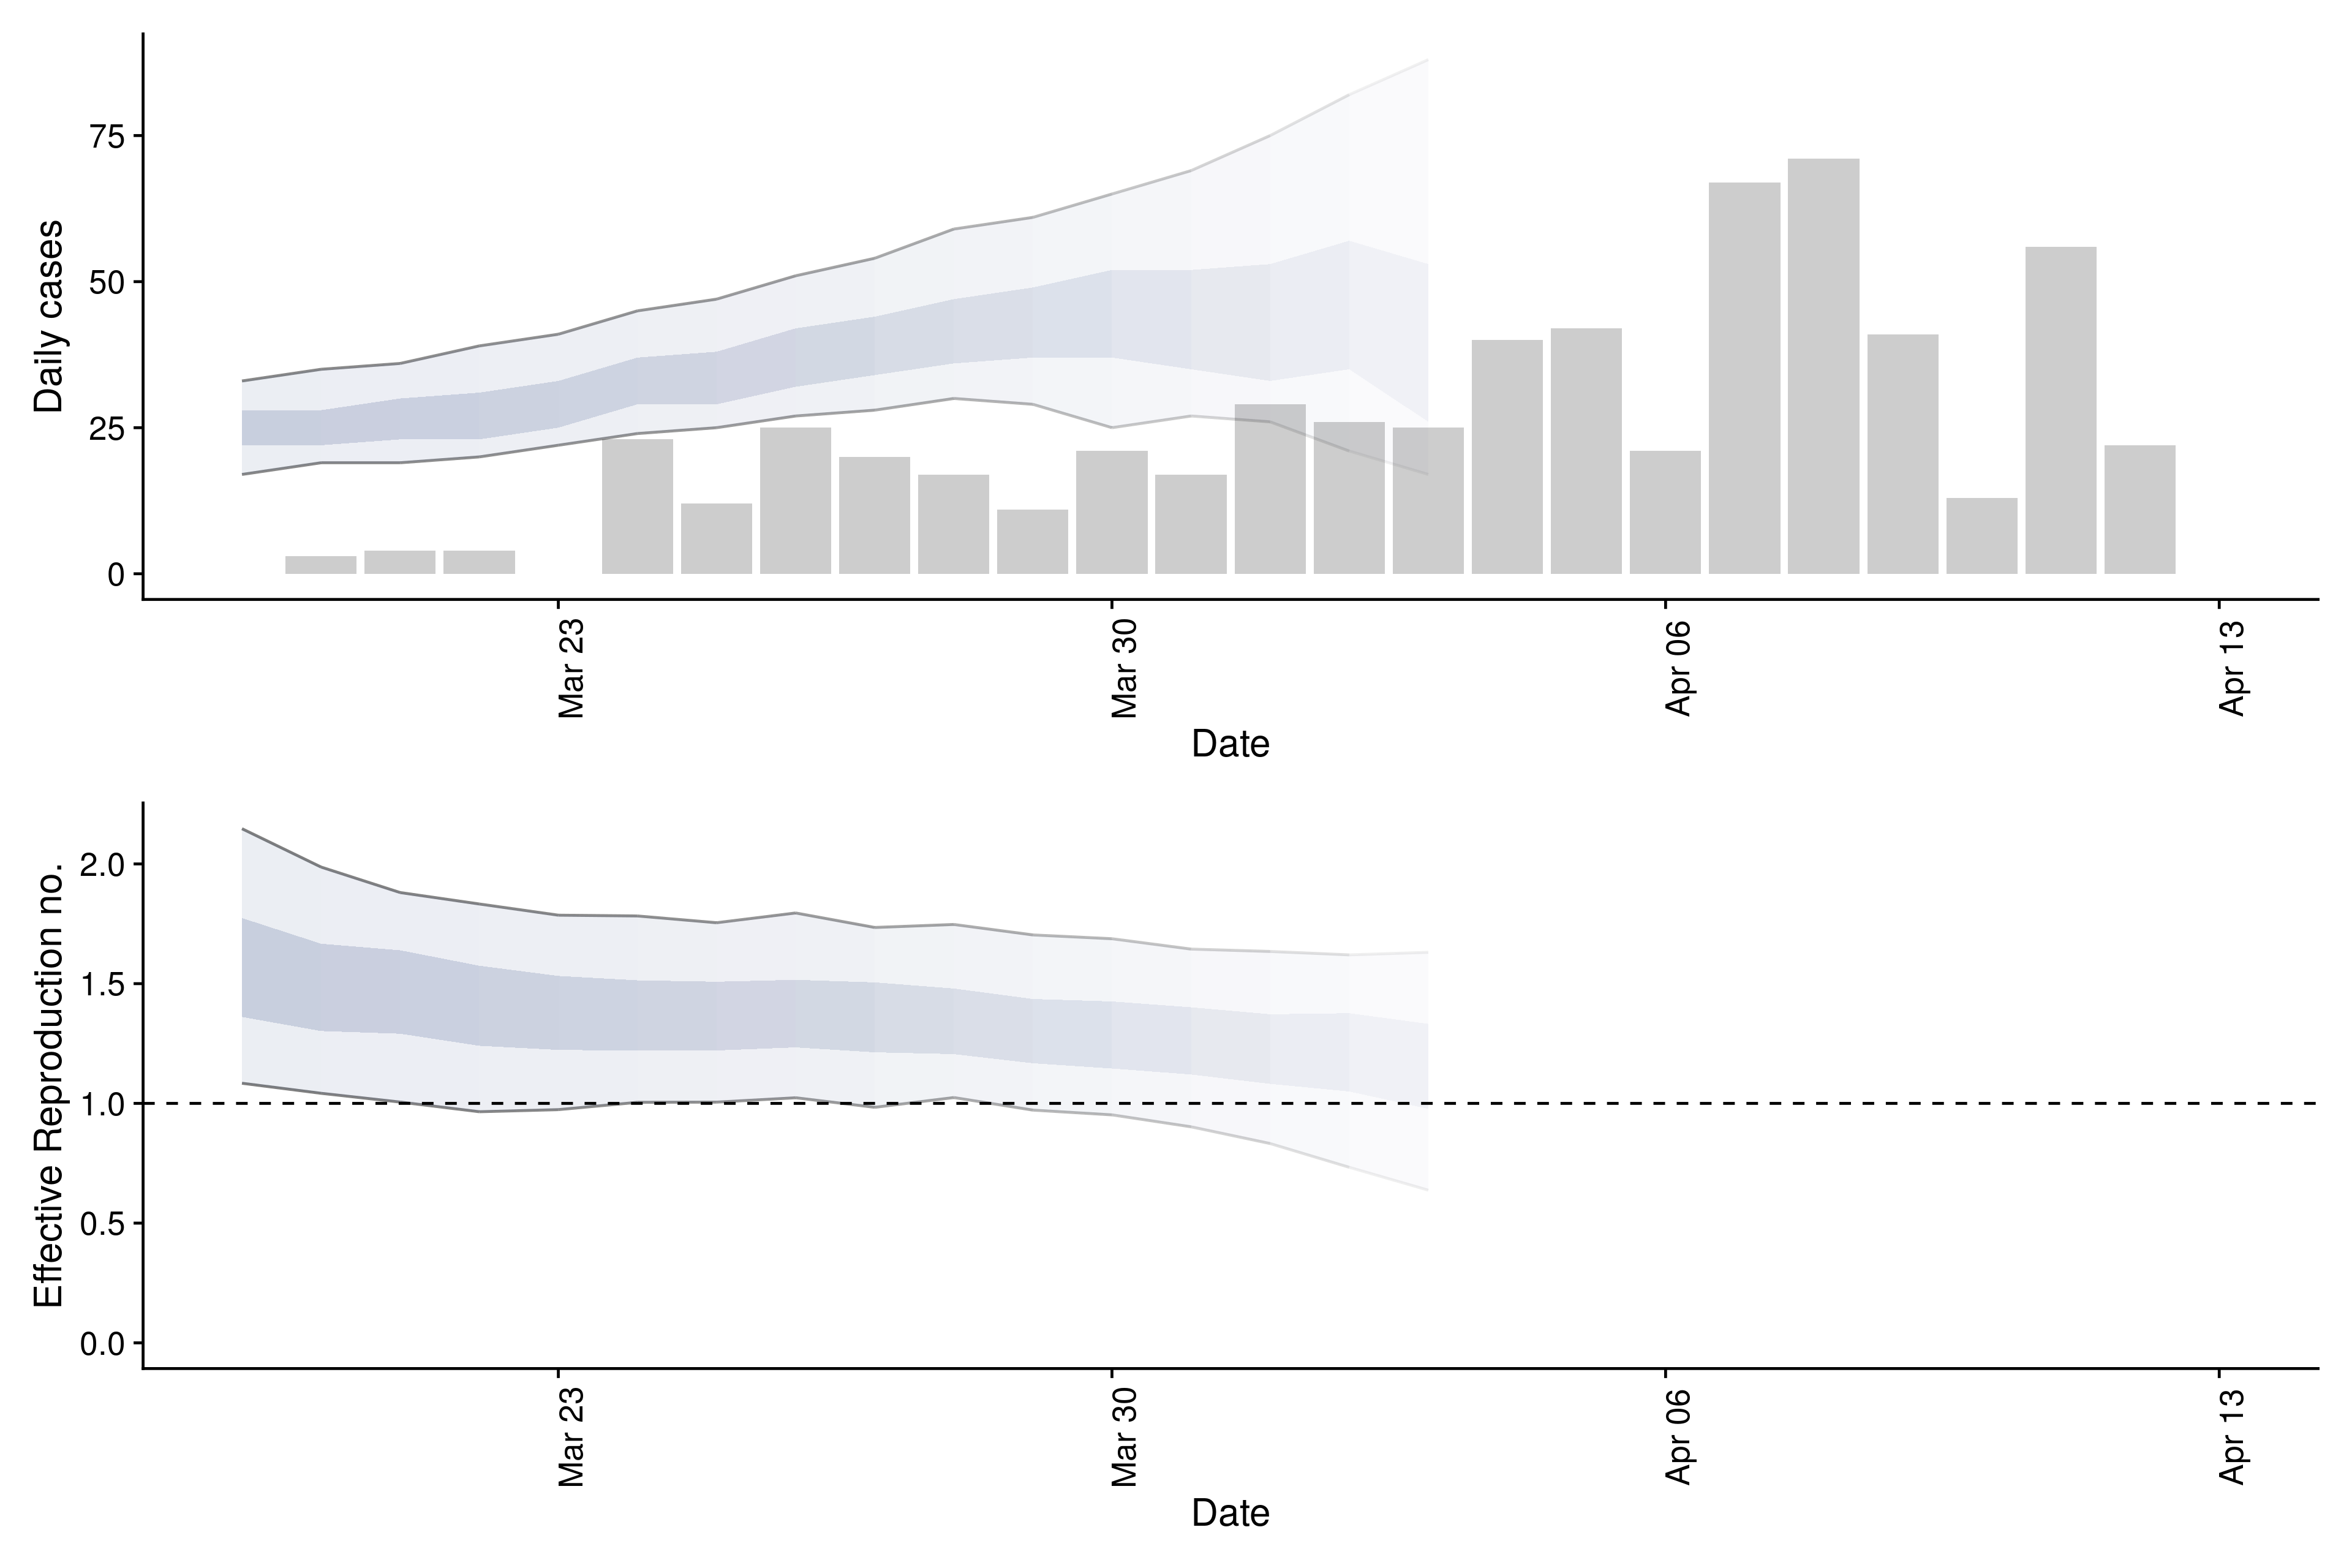 Daily cases
75
50
25
0
Mar 23
Mar 30
Apr 06
Apr 13
Date
Effective Reproduction no.
2.0
1.5
1.0
0.5
0.0
Mar 23
Mar 30
Apr 06
Apr 13
Date